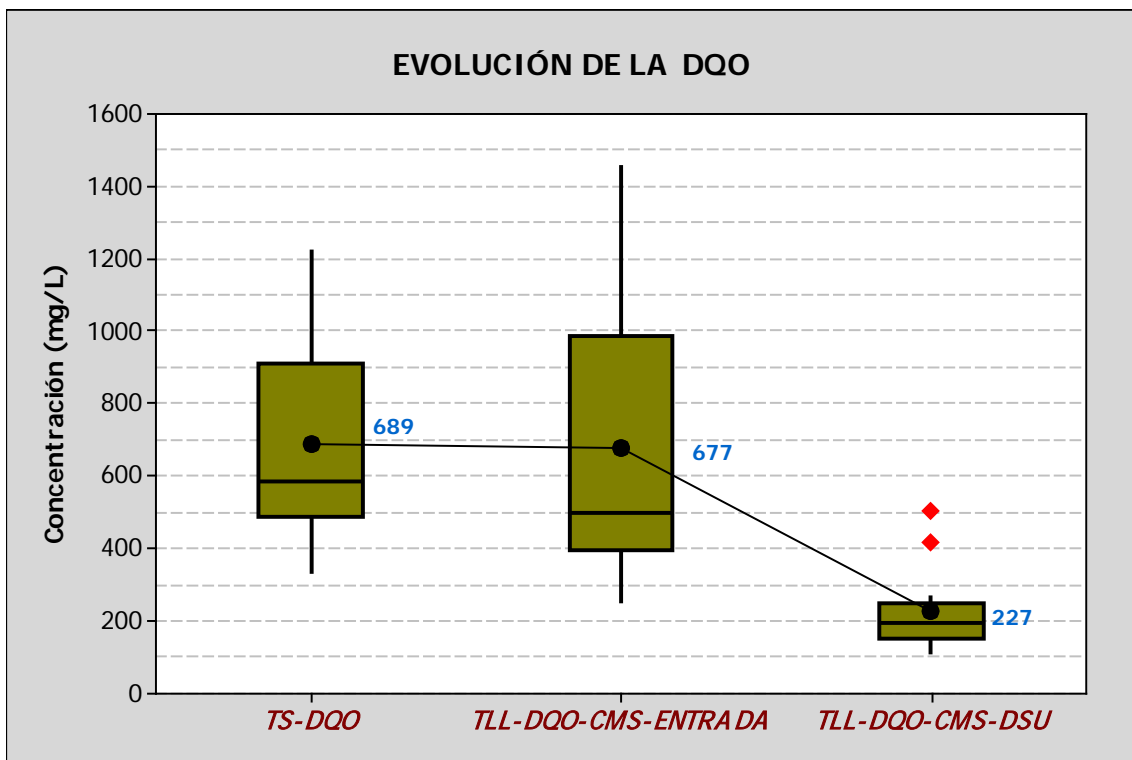 EVOLUCIÓN DE LA DQO
Concentración (mg/L)
1600
1400
1200
1000
800
600
400
200
0
689
677
227
TS-DQO
TLL-DQO-CMS-ENTRADA
TLL-DQO-CMS-DSU